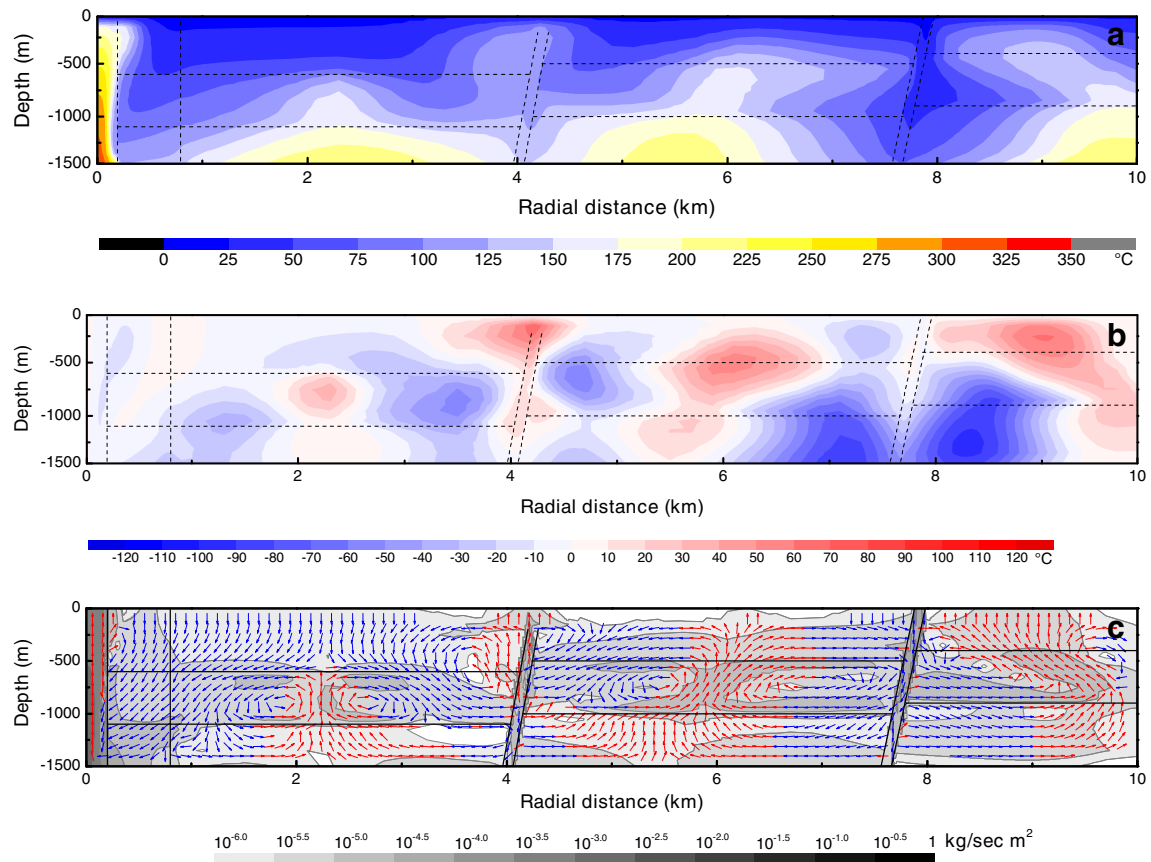 a
Depth (m)
0
-500
-1000
-1500
0 2 4 6 8 10
Radial distance (km)
0 25 50 75 100 125 150 175 200 225 250 275 300 325 350 °C
b
Depth (m)
0
-500
-1000
-1500
0 2 4 6 8 10
Radial distance (km)
-120 -110 -100 -90 -80 -70 -60 -50 -40 -30 -20 -10 0 10 20 30 40 50 60 70 80 90 100 110 120 °C
c
Depth (m)
0
-500
-1000
-1500
0 2 4 6 8 10
Radial distance (km)
10^-6.0 10^-5.5 10^-5.0 10^-4.5 10^-4.0 10^-3.5 10^-3.0 10^-2.5 10^-2.0 10^-1.5 10^-1.0 10^-0.5 1 kg/sec m²